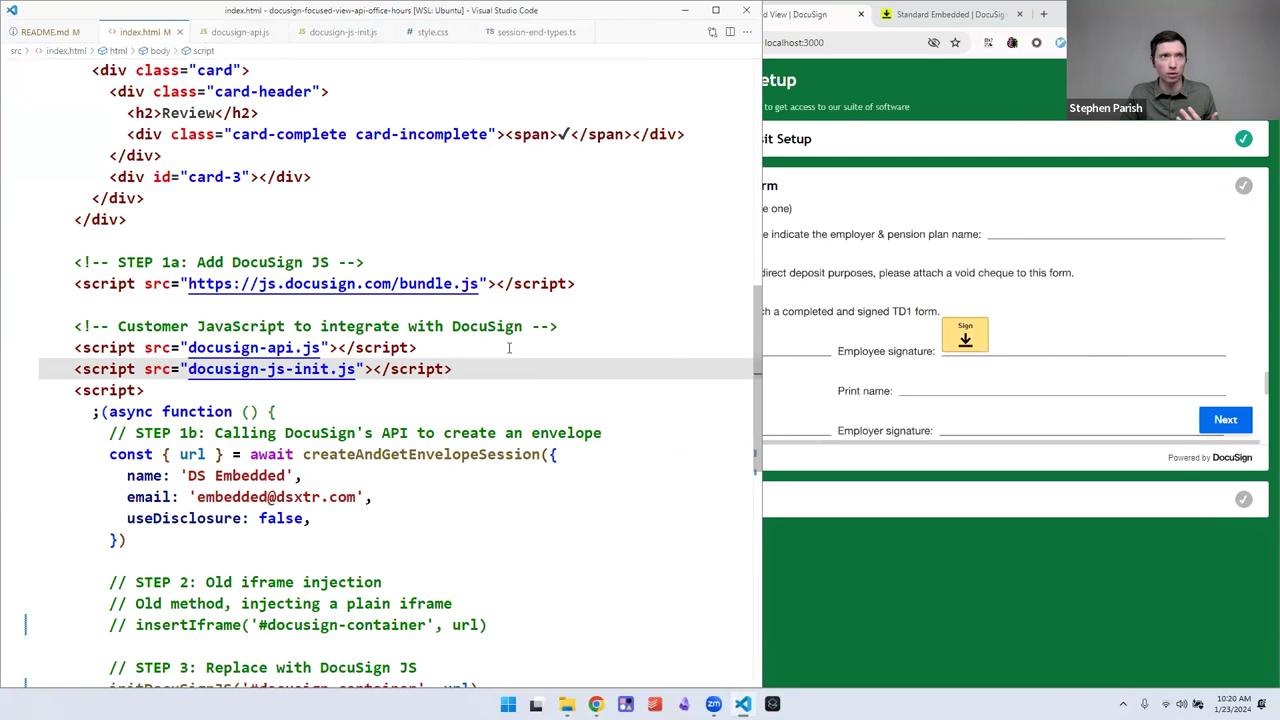 index.html - docusign-focused-view-api-office-hours [WSL: Ubuntu] - Visual Studio Code
README.md M
index.html M
docusign-api.js
docusign-js-init.js
style.css
session-end-types.ts
src > index.html > html > body > script
<div class="card">
<div class="card-header">
<h2>Review</h2>
<div class="card-complete card-incomplete"><span>✓</span></div>
</div>
<div id="card-3"></div>
</div>
</div>
<!-- STEP 1a: Add DocuSign JS -->
<script src="https://js.docusign.com/bundle.js"></script>
<!-- Customer JavaScript to integrate with DocuSign -->
<script src="docusign-api.js"></script>
<script src="docusign-js-init.js"></script>
<script>
;(async function () {
// STEP 1b: Calling DocuSign's API to create an envelope
const { url } = await createAndGetEnvelopeSession({
name: 'DS Embedded',
email: 'embedded@dsxtr.com',
useDisclosure: false,
})
// STEP 2: Old iframe injection
// Old method, injecting a plain iframe
// insertIframe('#docusign-container', url)
// STEP 3: Replace with DocuSign JS
initDocuSignJS('#docusign-container', url)
d View | DocuSign
Standard Embedded | DocuSig
localhost:3000
etup
to get access to our suite of software
Stephen Parish
sit Setup
rm
e one)
e indicate the employer & pension plan name:
direct deposit purposes, please attach a void cheque to this form.
ch a completed and signed TD1 form.
Sign
Employee signature:
Print name:
Next
Employer signature:
Powered by DocuSign
10:20 AM
1/23/2024